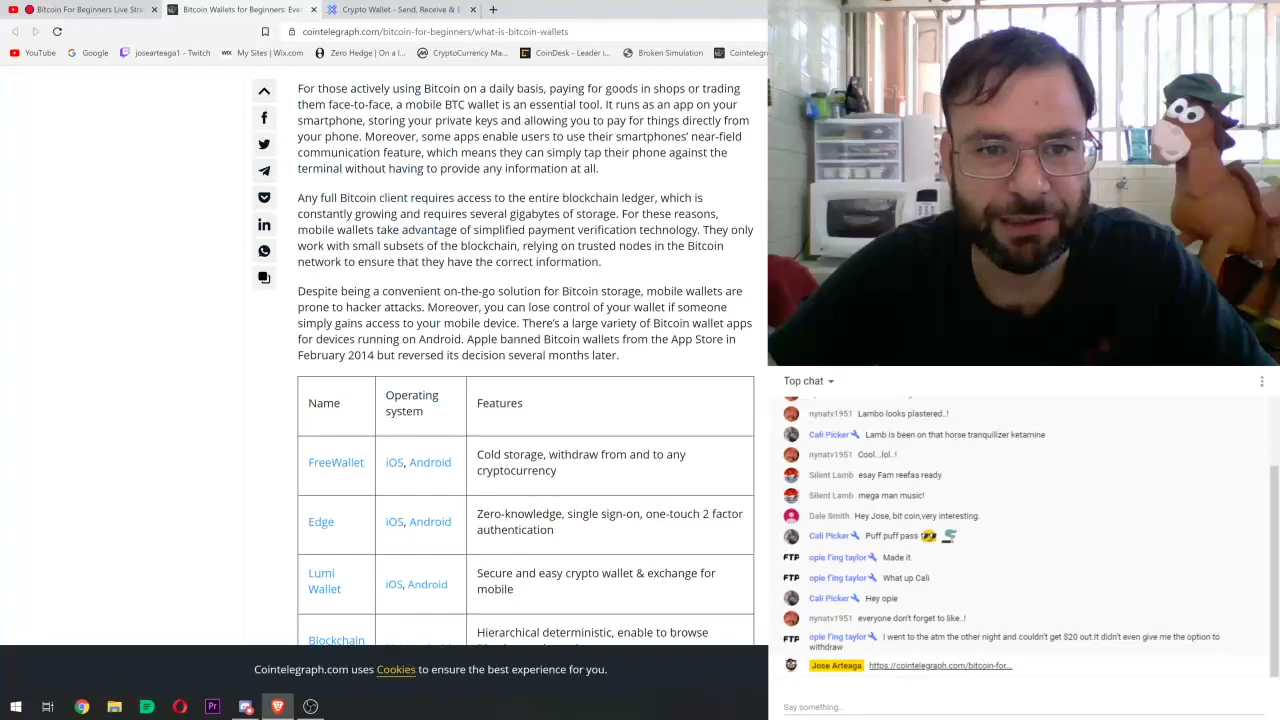 Bitcoin For Beginners Live Stre
Bitcoin Wallets for Beginners: Ever
Crypto Wallet - Send, Receive & E
cointelegraph.com/bitcoin-for-beginners/what-is-bitcoin-wallets
YouTube
Google
josearteaga1 - Twitch
WIX My Sites | Wix.com
Zero Hedge | On a l...
CryptoCurrency Ma...
CoinDesk - Leader i...
Broken Simulation
Cointelegraph
For those actively using Bitcoin on a daily basis, paying for goods in shops or trading
them face-to-face, a mobile BTC wallet is an essential tool. It runs as an app on your
smartphone, storing your private keys and allowing you to pay for things directly from
your phone. Moreover, some apps enable users to use their smartphones' near-field
communication feature, which means they can simply tap their phone against the
terminal without having to provide any information at all.
Any full Bitcoin client requires access to the entire blockchain ledger, which is
constantly growing and requires several gigabytes of storage. For these reasons,
mobile wallets take advantage of simplified payment verification technology. They only
work with small subsets of the blockchain, relying on trusted nodes in the Bitcoin
network to ensure that they have the correct information.
Despite being a convenient on-the-go solution for Bitcoin storage, mobile wallets are
prone to hacker attacks. Moreover, you can lose control of your wallet if someone
simply gains access to your mobile device. There's a large variety of Bitcoin wallet apps
for devices running on Android. Apple banned Bitcoin wallets from the App Store in
February 2014 but reversed its decision several months later.
Name
Operating
system
Features
FreeWallet
iOS, Android
Cold storage, withdraw from and to any
cryptocurrency
Edge
iOS, Android
Zero-knowledge, single sign-on, one-touch 2 factor
authentication
Lumi
Wallet
iOS, Android
Secure and easy crypto wallet & exchange for
mobile
Blockchain
Hierarchical deterministic, enable to browse
Cointelegraph.com uses Cookies to ensure the best experience for you.
Pr
Top chat
nynatv1951 Lambo looks plastered..!
Cali Picker Lamb is been on that horse tranquilizer ketamine
nynatv1951 Cool...lol..!
Silent Lamb esay Fam reefas ready
Silent Lamb mega man music!
Dale Smith Hey Jose, bit coin,very interesting.
Cali Picker Puff puff pass
FTP opie f'ing taylor Made it
FTP opie f'ing taylor What up Cali
Cali Picker Hey opie
nynatv1951 everyone don't forget to like..!
FTP opie f'ing taylor I went to the atm the other night and couldn't get $20 out.It didn't even give me the option to
withdraw
Jose Arteaga https://cointelegraph.com/bitcoin-for...
Say something...